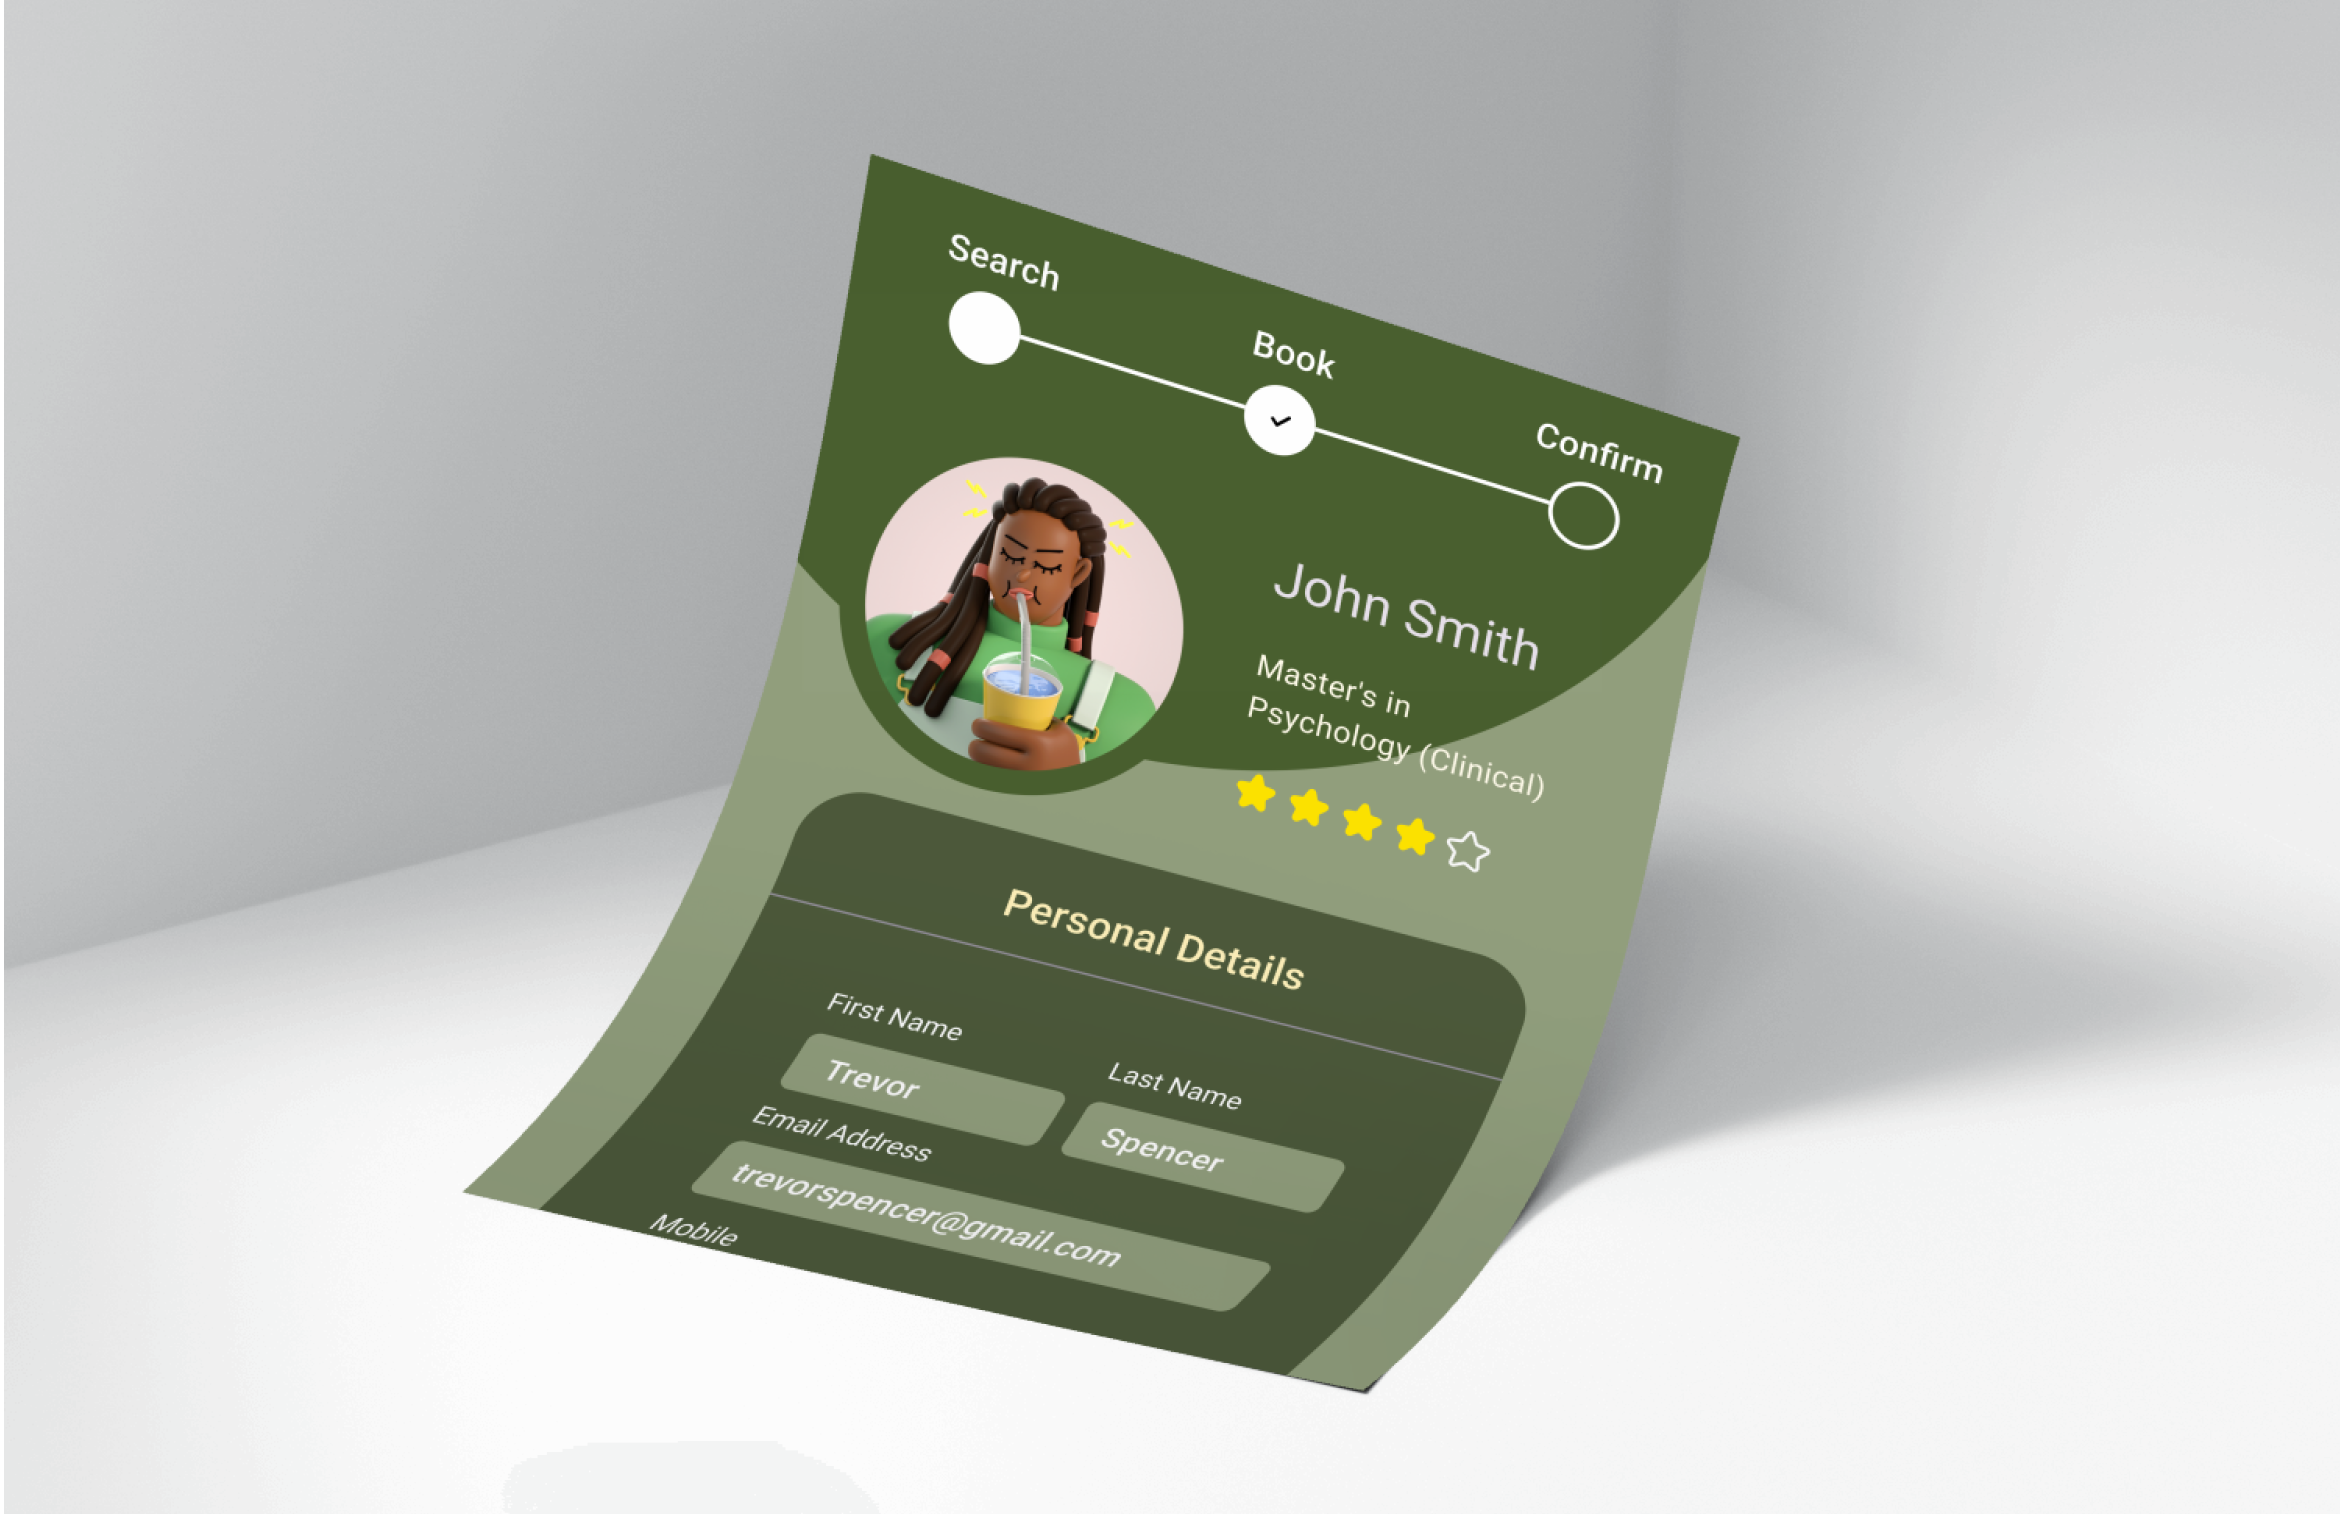 Search
Book
Confirm
John Smith
Master's in
Psychology (Clinical)
Personal Details
First Name
Last Name
Trevor
Spencer
Email Address
trevorspencer@gmail.com
Mobile